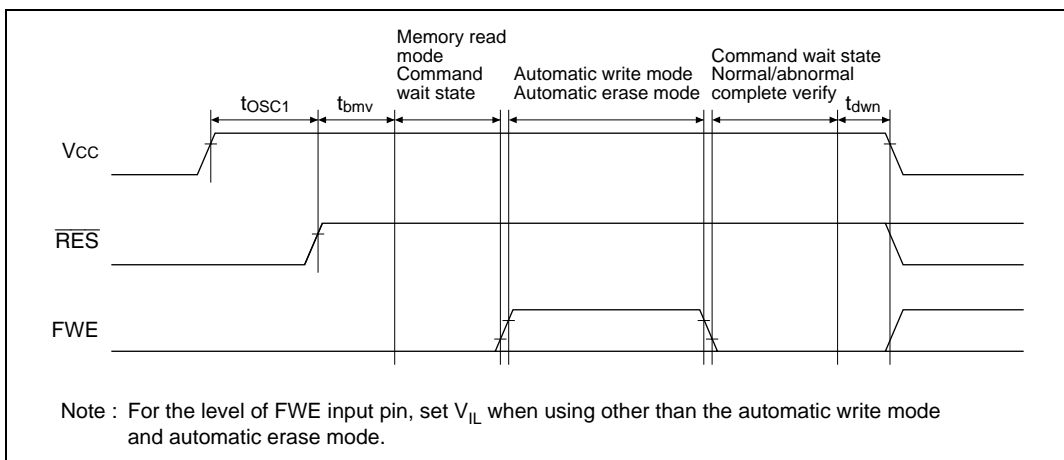 Memory read
mode
Command
wait state
Automatic write mode
Automatic erase mode
Command wait state
Normal/abnormal
complete verify
tOSC1
tbmv
tdwn
VCC
RES
FWE
Note : For the level of FWE input pin, set VIL when using other than the automatic write mode
and automatic erase mode.